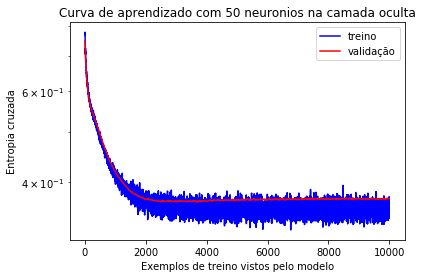 Curva de aprendizado com 50 neuronios na camada oculta
treino
validação
6 × 10⁻¹
4 × 10⁻¹
Entropia cruzada
0 2000 4000 6000 8000 10000
Exemplos de treino vistos pelo modelo